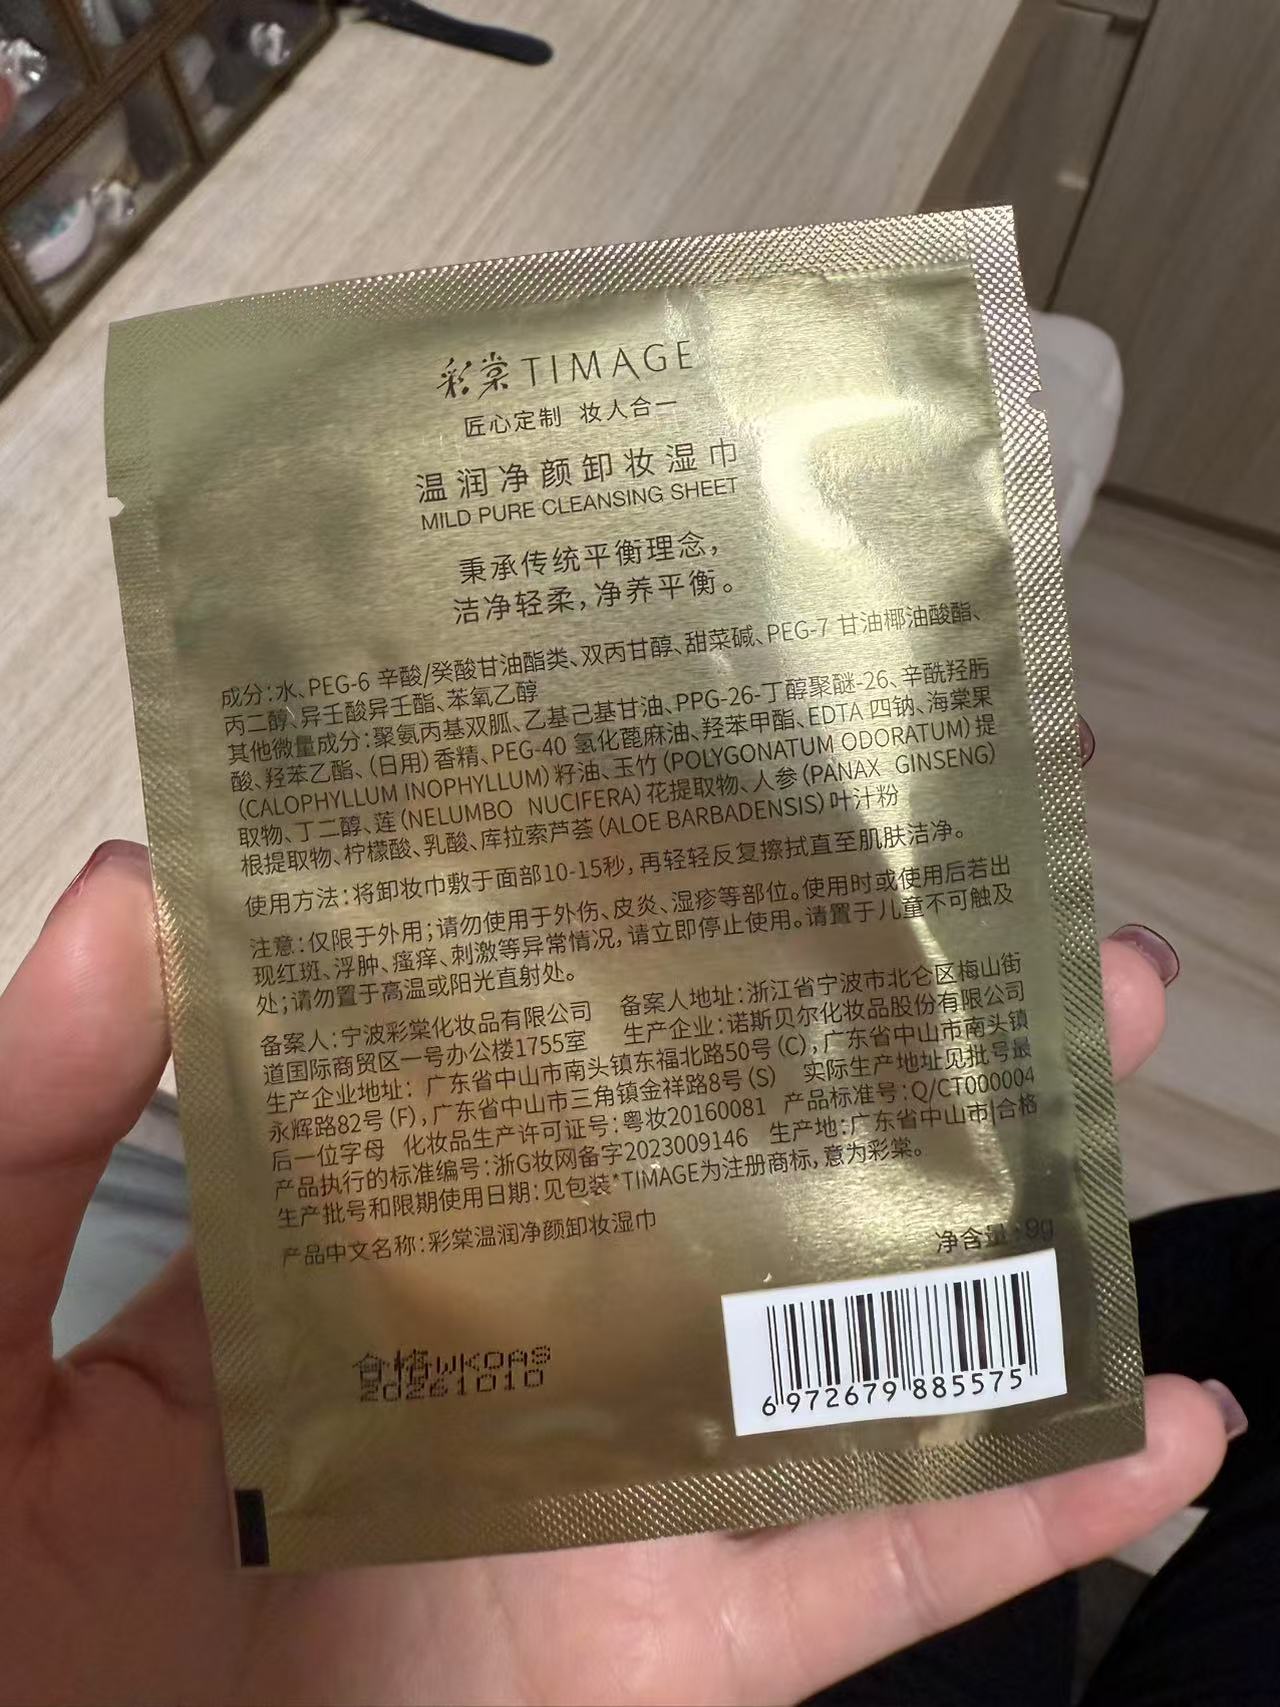 彩棠 TIMAGE
匠心定制 妆人合一
温润净颜卸妆湿巾
MILD PURE CLEANSING SHEET
秉承传统平衡理念，
洁净轻柔，净养平衡。
成分：水、PEG-6 辛酸/癸酸甘油酯类、双丙甘醇、甜菜碱、PEG-7 甘油椰油酸酯、
丙二醇、异壬酸异壬酯、苯氧乙醇
其他微量成分：聚氨丙基双胍、乙基己基甘油、PPG-26-丁醇聚醚-26、辛酰羟肟
酸、羟苯乙酯、（日用）香精、PEG-40 氢化蓖麻油、羟苯甲酯、EDTA 四钠、海棠果
（CALOPHYLLUM INOPHYLLUM）籽油、玉竹（POLYGONATUM ODORATUM）提
取物、丁二醇、莲（NELUMBO NUCIFERA）花提取物、人参（PANAX GINSENG）
根提取物、柠檬酸、乳酸、库拉索芦荟（ALOE BARBADENSIS）叶汁粉
使用方法：将卸妆巾敷于面部10-15秒，再轻轻反复擦拭直至肌肤洁净。
注意：仅限于外用；请勿使用于外伤、皮炎、湿疹等部位。使用时或使用后若出
现红斑、浮肿、瘙痒、刺激等异常情况，请立即停止使用。请置于儿童不可触及
处；请勿置于高温或阳光直射处。
备案人：宁波彩棠化妆品有限公司 备案人地址：浙江省宁波市北仑区梅山街
道国际商贸区一号办公楼1755室 生产企业：诺斯贝尔化妆品股份有限公司
生产企业地址：广东省中山市南头镇东福北路50号（C），广东省中山市南头镇
永辉路82号（F），广东省中山市三角镇金祥路8号（S） 实际生产地址见批号最
后一位字母 化妆品生产许可证号：粤妆20160081 产品标准号：Q/CT000004
产品执行的标准编号：浙G妆网备字2023009146 生产地：广东省中山市|合格
生产批号和限期使用日期：见包装*TIMAGE为注册商标，意为彩棠。
产品中文名称：彩棠温润净颜卸妆湿巾
净含量：9g
合格WK0AS
20261010
6 972679 885575